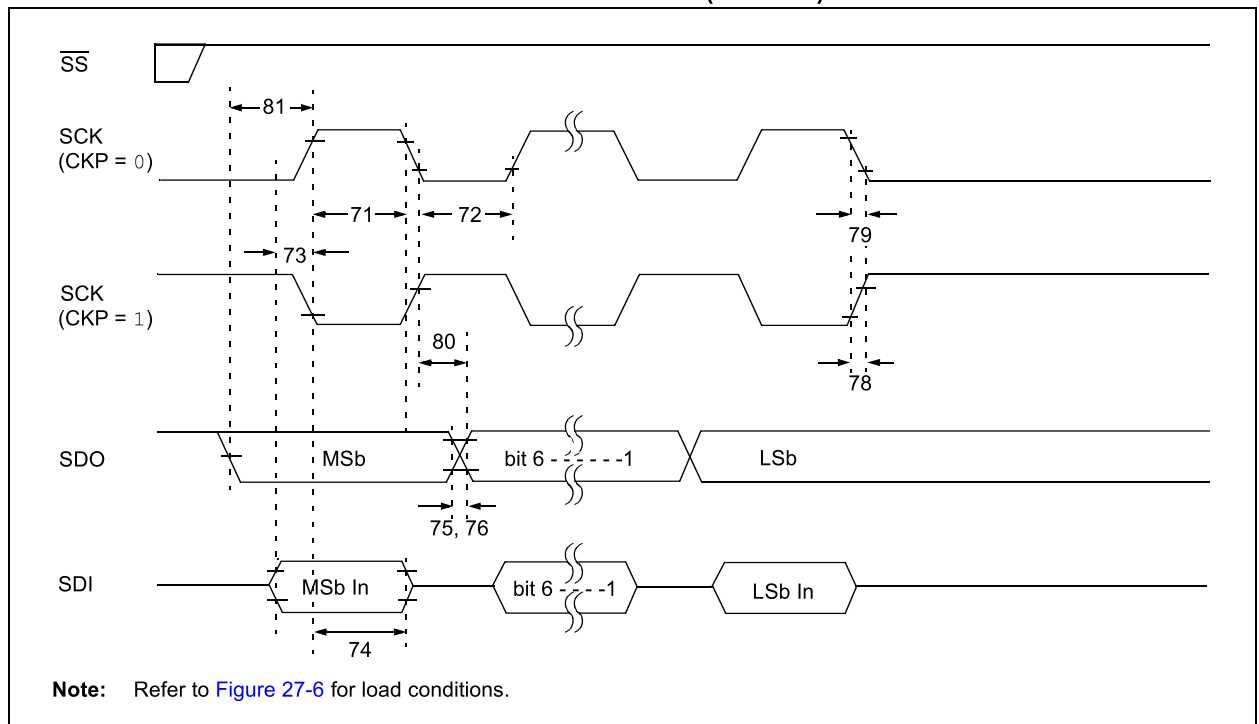 SS
81
SCK
(CKP = 0)
71
72
79
73
SCK
(CKP = 1)
80
78
SDO
MSb
bit 6 - - - - - - -1
LSb
75, 76
SDI
MSb In
bit 6 - - - - -1
LSb In
74
Note: Refer to Figure 27-6 for load conditions.